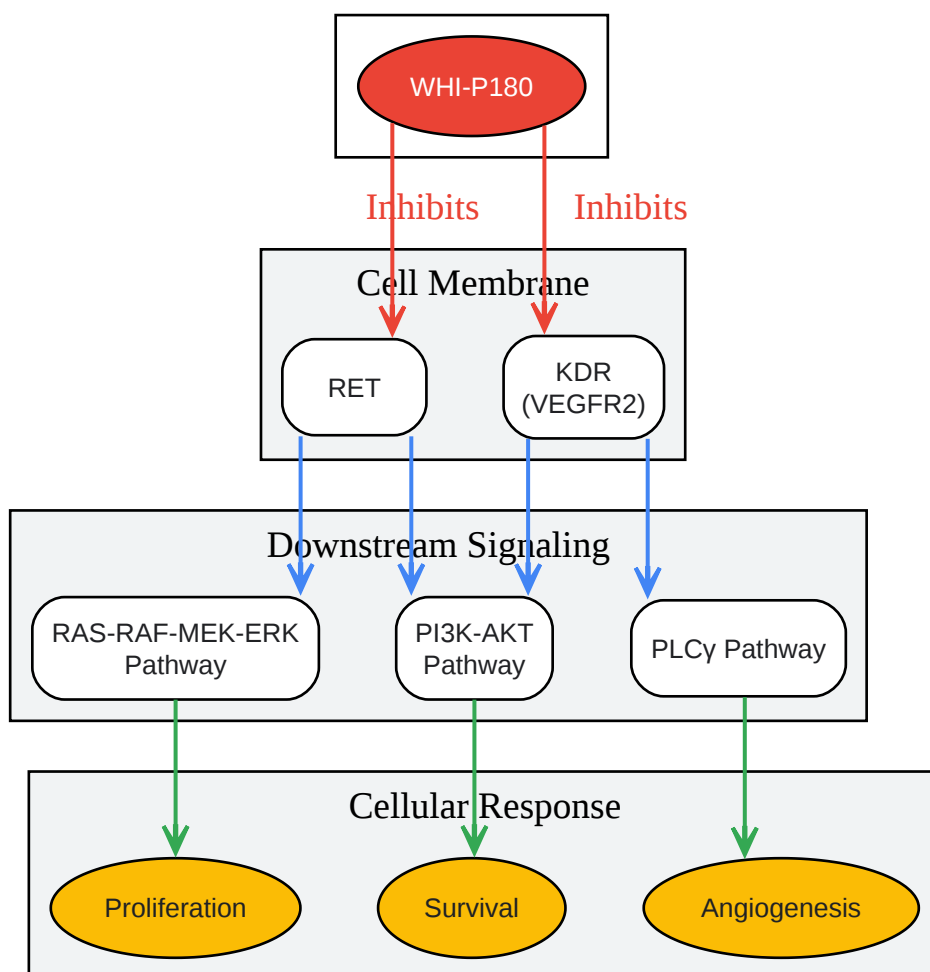 WHI-P180
Inhibits Inhibits
Cell Membrane
RET
KDR
(VEGFR2)
Downstream Signaling
RAS-RAF-MEK-ERK
Pathway
PI3K-AKT
Pathway
PLCγ Pathway
Cellular Response
Proliferation
Survival
Angiogenesis